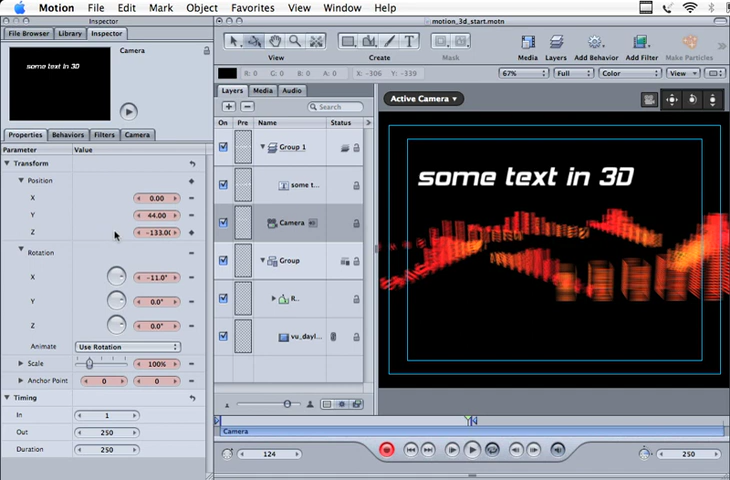 Motion File Edit Mark Object Favorites View Window Help
Inspector
motion_3d_start.motn
File Browser Library Inspector
Camera
some text in 3D
View
Create
Mask
Media Layers Add Behavior Add Filter Make Particles
R: 0 G: 0 B: 0 A: 0 X: -306 Y: -339
67% Full Color View
Layers Media Audio
Search
On Pre Name Status
Group 1
some t...
Camera
Group
R..
vu_dayl...
Active Camera
some text in 3D
Properties Behaviors Filters Camera
Parameter Value
Transform
Position
X 0.00
Y 44.00
Z -133.0(
Rotation
X -11.0°
Y 0.0°
Z 0.0°
Animate Use Rotation
Scale 100%
Anchor Point 0 0
Timing
In 1
Out 250
Duration 250
Camera
124
250